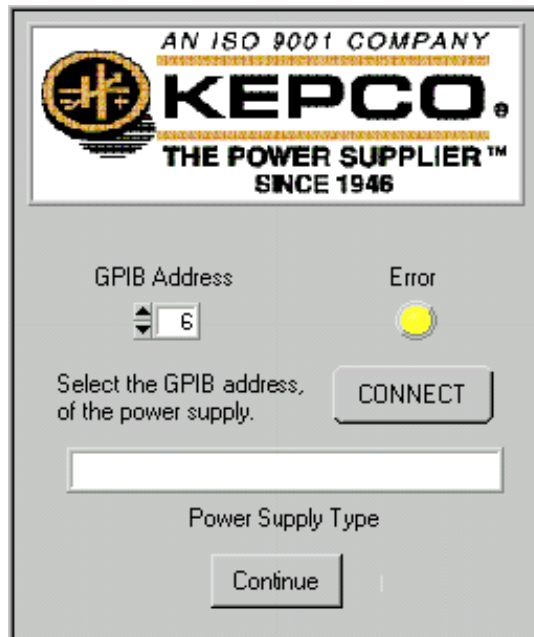 AN ISO 9001 COMPANY
KEPCO®
THE POWER SUPPLIER™
SINCE 1946
GPIB Address
Error
6
Select the GPIB address,
of the power supply.
CONNECT
Power Supply Type
Continue